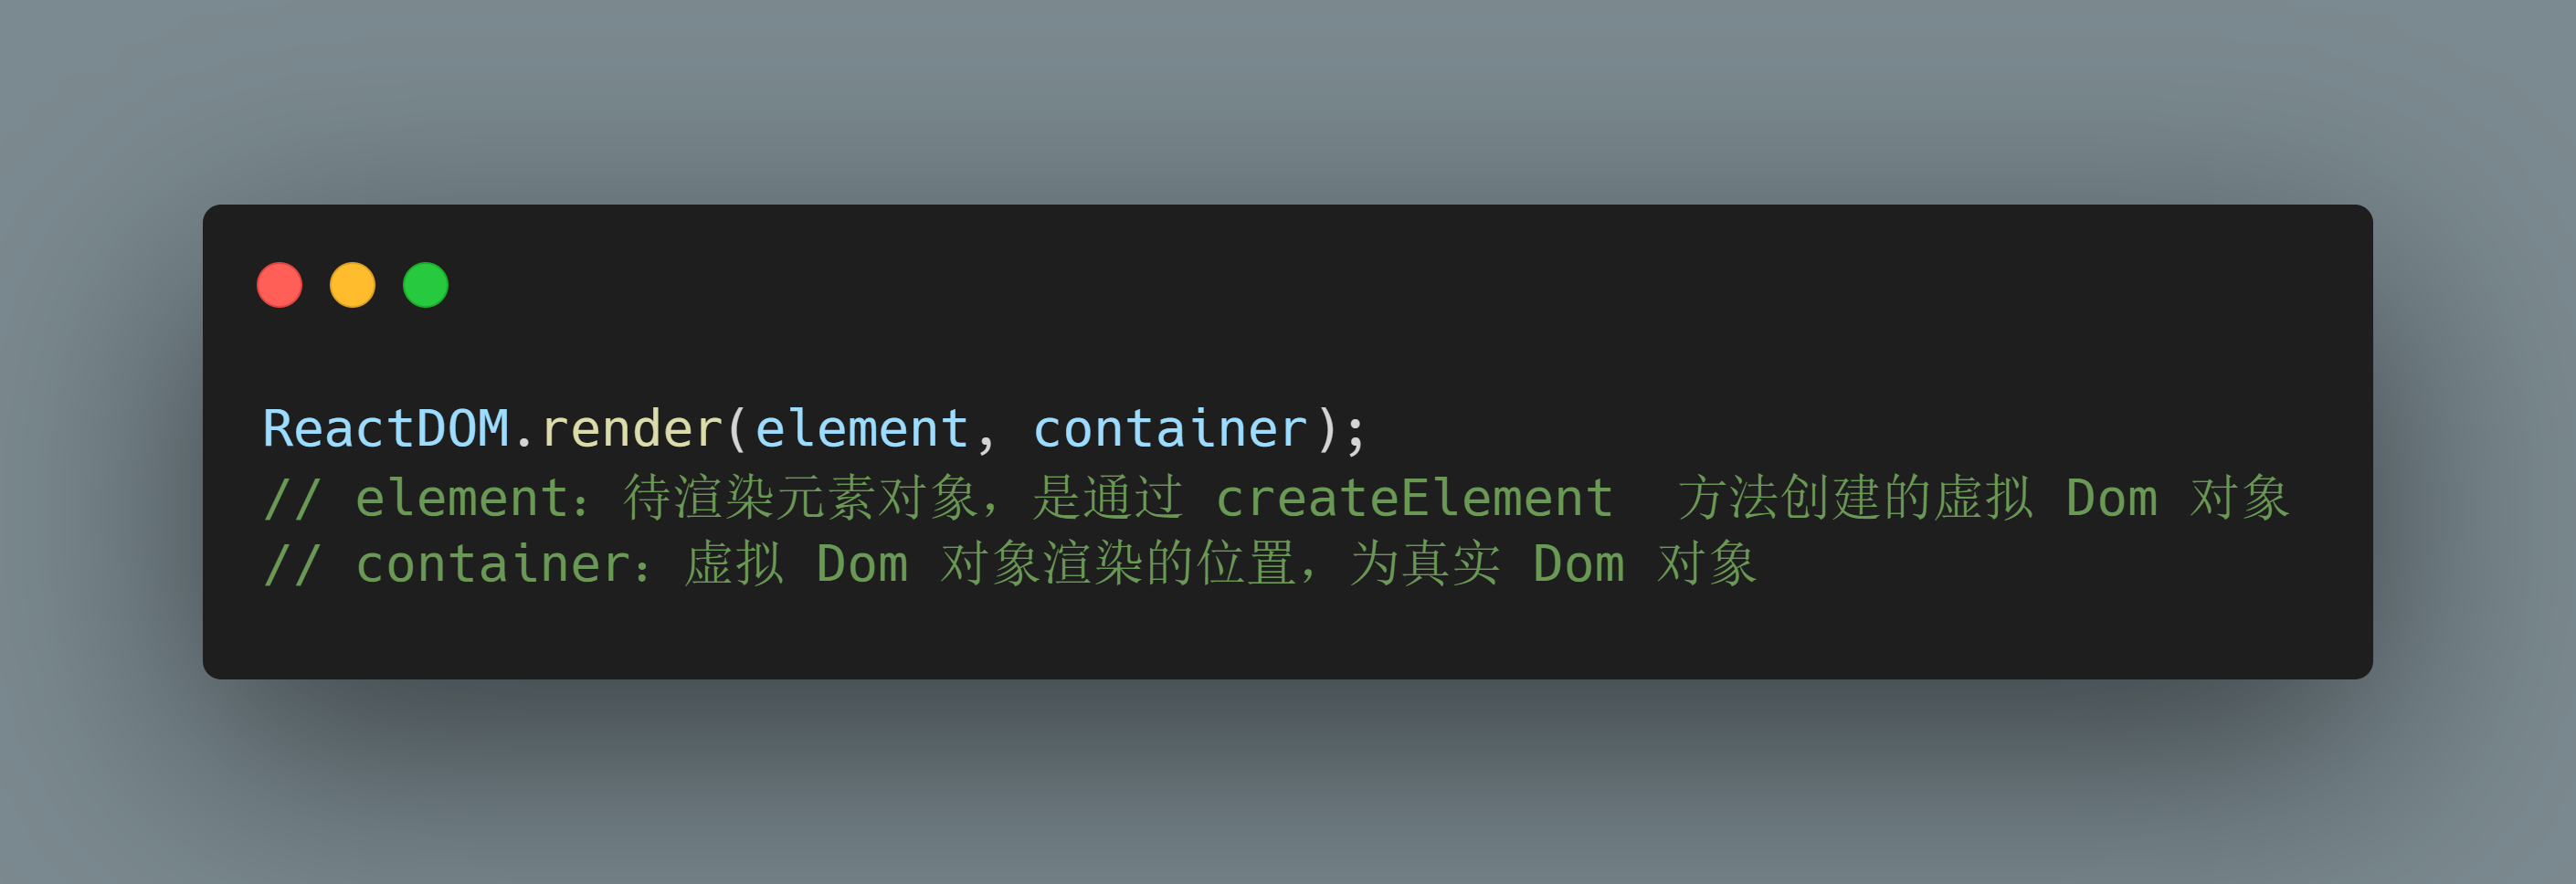 ReactDOM.render(element, container);
// element：待渲染元素对象，是通过 createElement  方法创建的虚拟 Dom 对象
// container：虚拟 Dom 对象渲染的位置，为真实 Dom 对象